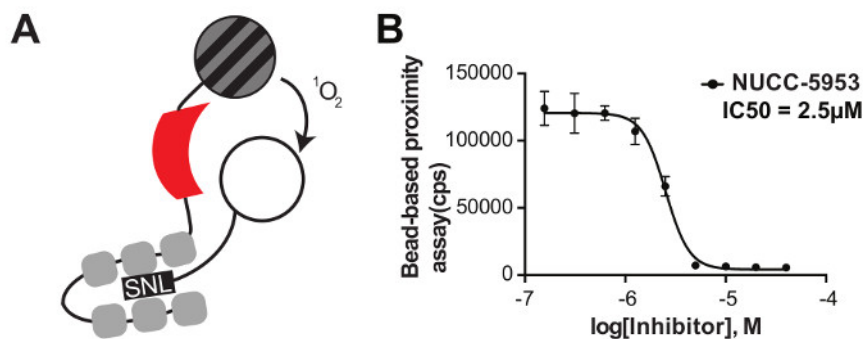 A
¹O₂
SNL
B
Bead-based proximity
assay(cps)
150000
100000
50000
0
-7
-6
-5
-4
log[Inhibitor], M
NUCC-5953
IC50 = 2.5µM